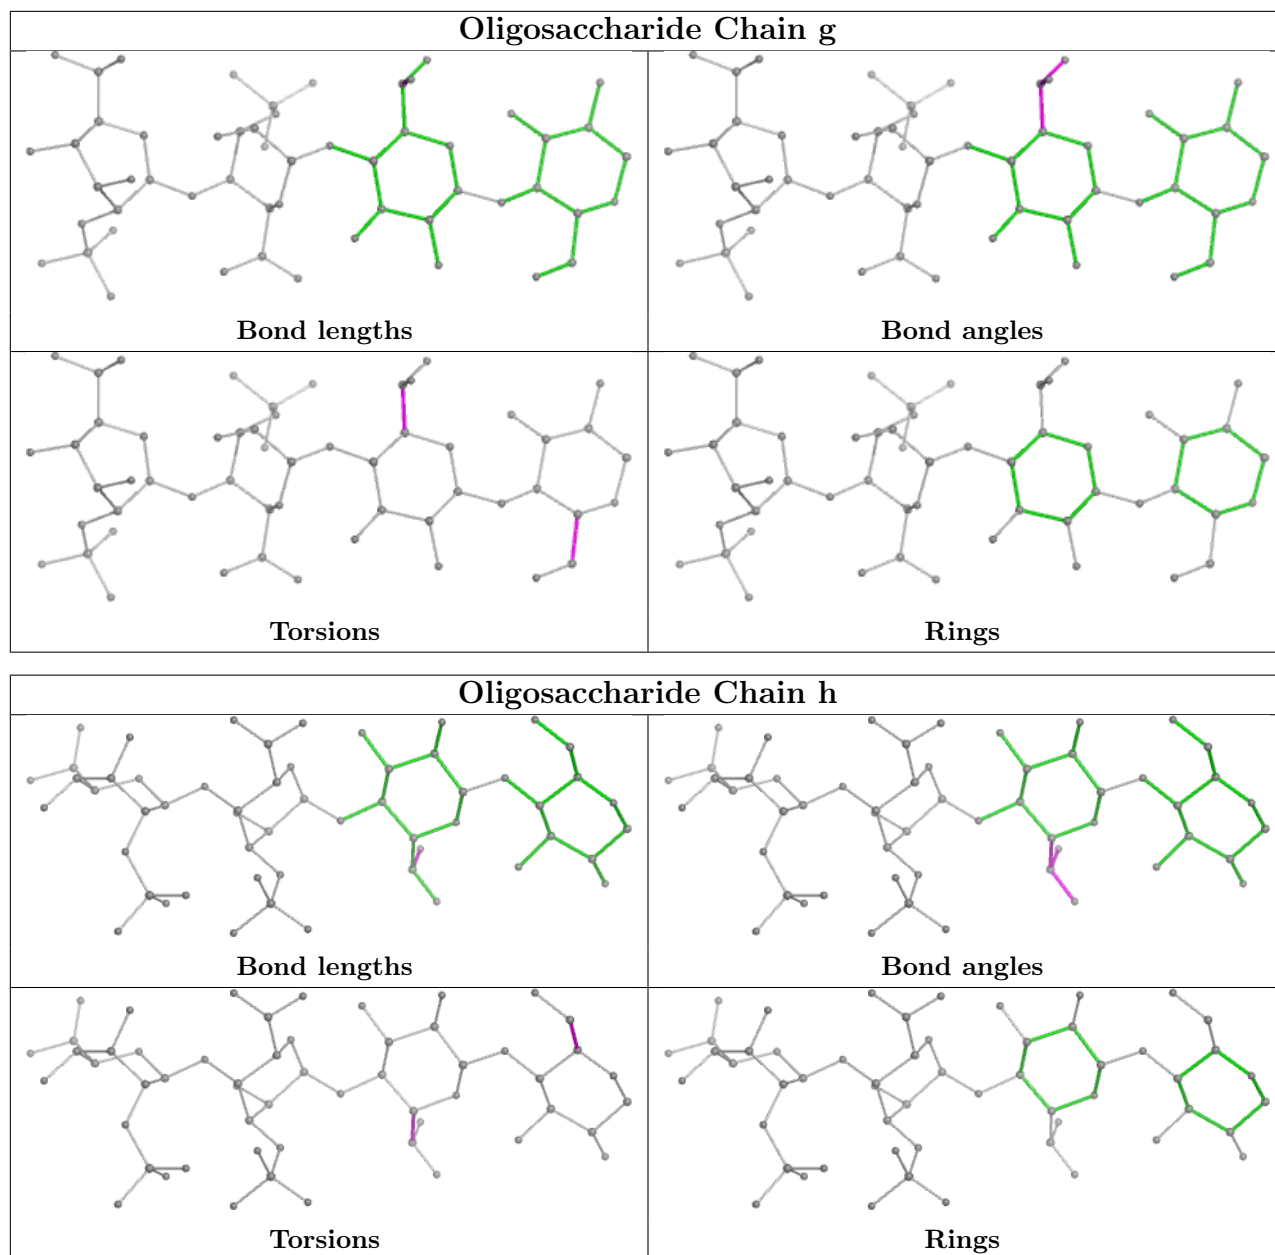 Oligosaccharide Chain g
Bond lengths
Bond angles
Torsions
Rings
Oligosaccharide Chain h
Bond lengths
Bond angles
Torsions
Rings